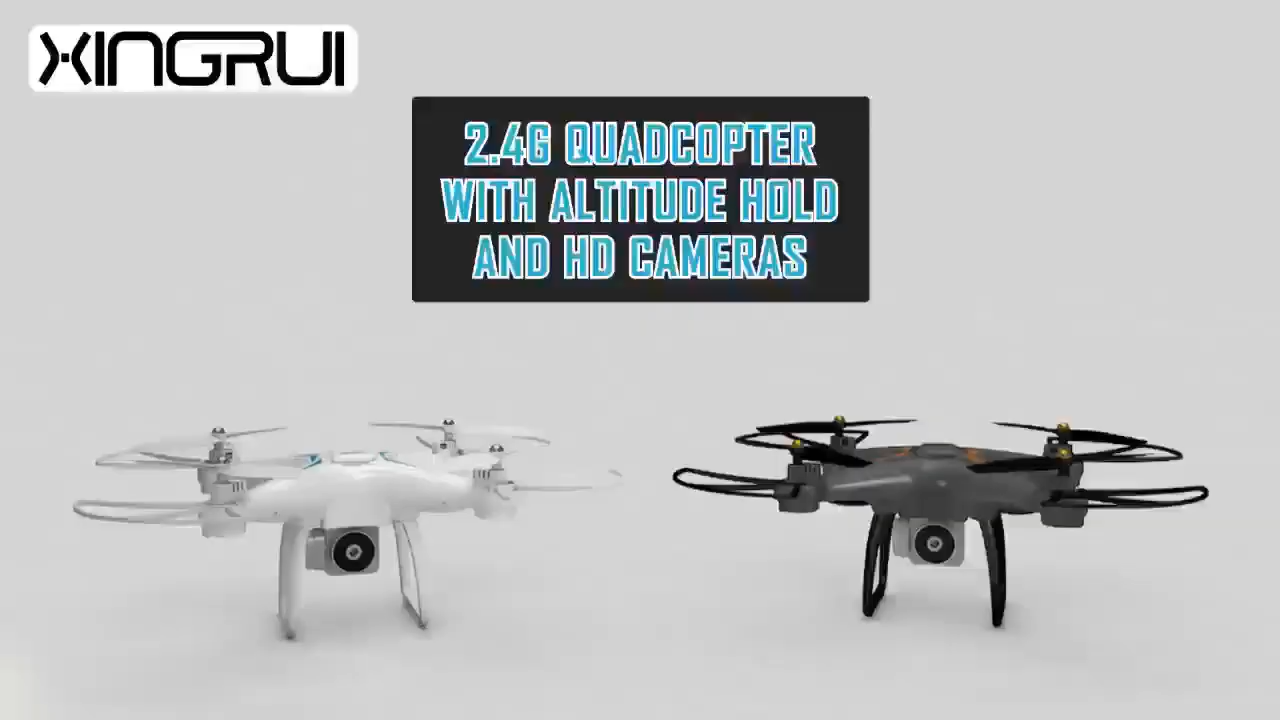 XINGRUI
2.4G QUADCOPTER
WITH ALTITUDE HOLD
AND HD CAMERAS